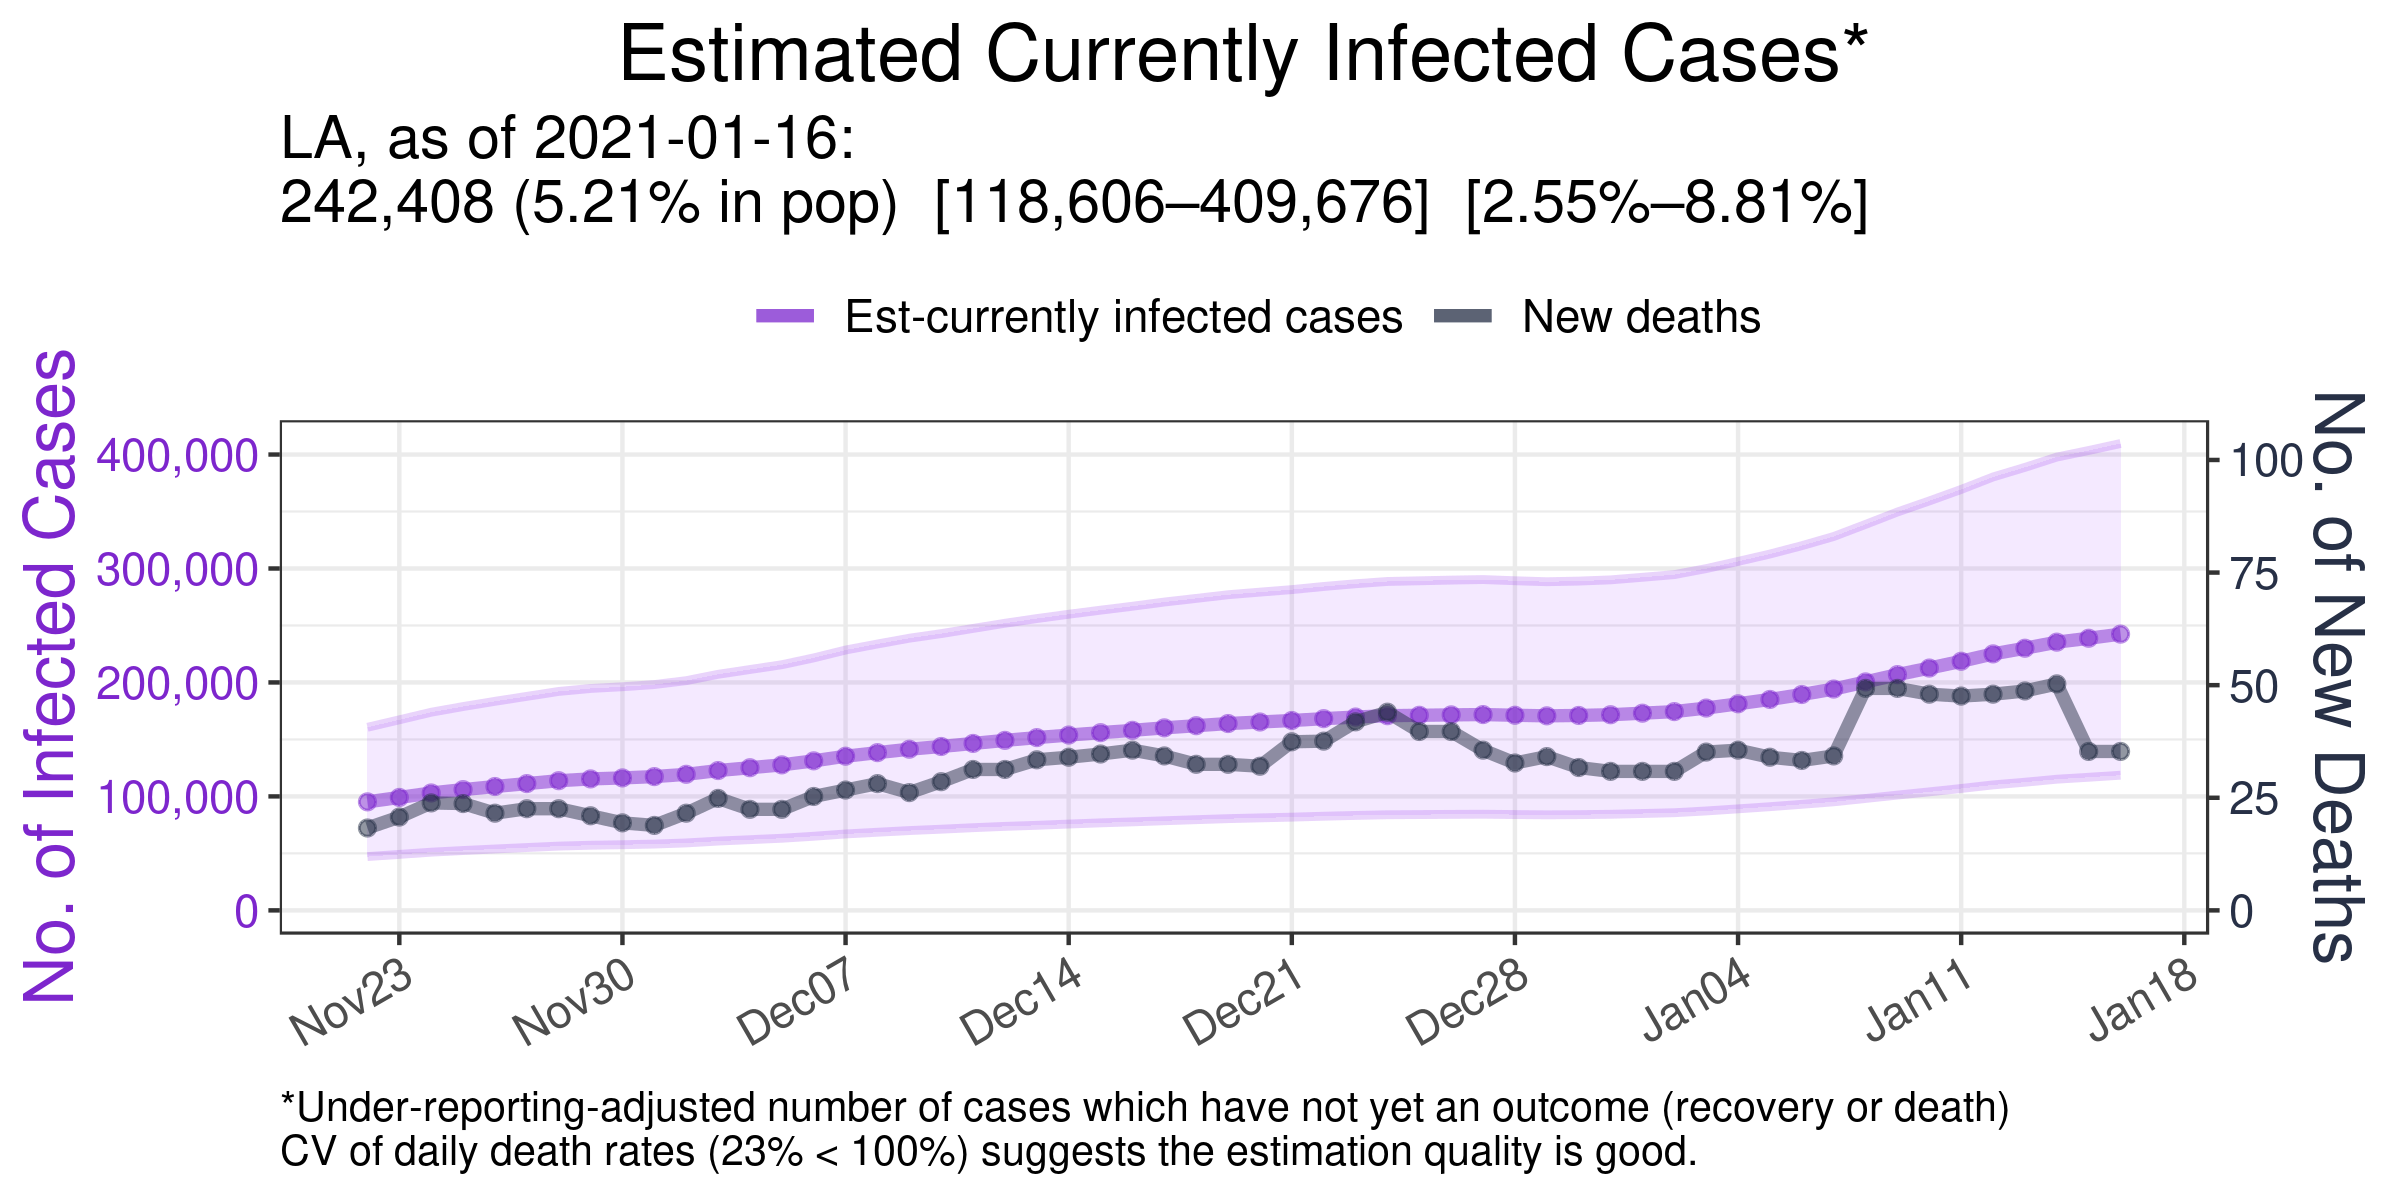 Estimated Currently Infected Cases*
LA, as of 2021-01-16:
242,408 (5.21% in pop)  [118,606–409,676]  [2.55%–8.81%]
Est-currently infected cases
New deaths
No. of Infected Cases
400,000
300,000
200,000
100,000
0
100
75
50
25
0
No. of New Deaths
Nov23
Nov30
Dec07
Dec14
Dec21
Dec28
Jan04
Jan11
Jan18
*Under-reporting-adjusted number of cases which have not yet an outcome (recovery or death)
CV of daily death rates (23% < 100%) suggests the estimation quality is good.